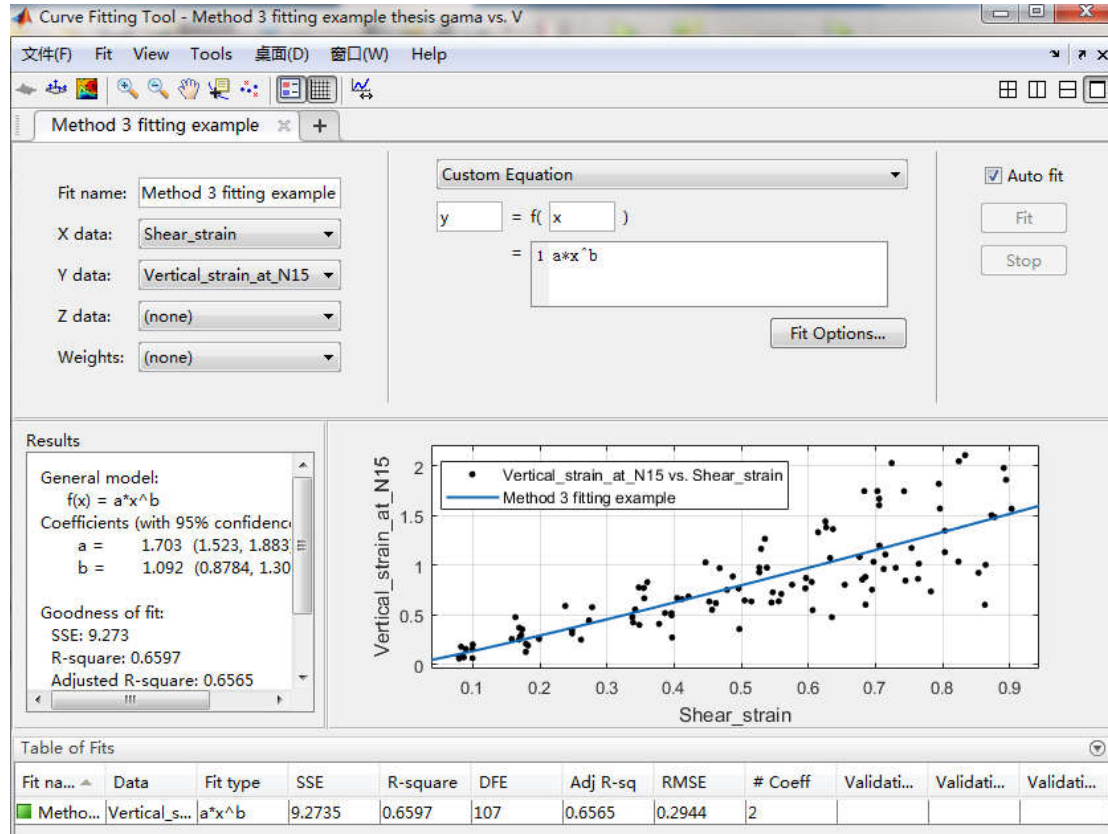 Curve Fitting Tool - Method 3 fitting example thesis gama vs. V
文件(F) Fit View Tools 桌面(D) 窗口(W) Help
Method 3 fitting example
Fit name: Method 3 fitting example
X data: Shear_strain
Y data: Vertical_strain_at_N15
Z data: (none)
Weights: (none)
Custom Equation
y = f( x )
= 1 a*x^b
Fit Options...
Auto fit
Fit
Stop
Results
General model:
f(x) = a*x^b
Coefficients (with 95% confidenc
a = 1.703 (1.523, 1.883)
b = 1.092 (0.8784, 1.30
Goodness of fit:
SSE: 9.273
R-square: 0.6597
Adjusted R-square: 0.6565
Vertical_strain_at_N15
2
1.5
1
0.5
0
Vertical_strain_at_N15 vs. Shear_strain
Method 3 fitting example
0.1 0.2 0.3 0.4 0.5 0.6 0.7 0.8 0.9
Shear_strain
Table of Fits
Fit na... Data Fit type SSE R-square DFE Adj R-sq RMSE # Coeff Validati... Validati... Validati...
Metho... Vertical_s... a*x^b 9.2735 0.6597 107 0.6565 0.2944 2